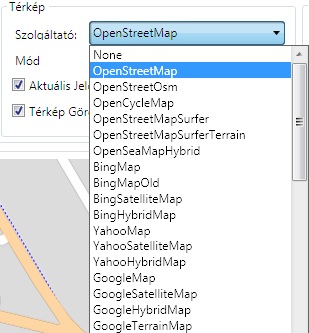 Térkép
Szolgáltató:
OpenStreetMap
None
Mód
OpenStreetMap
Aktuális Jel
OpenStreetOsm
OpenCycleMap
Térkép Gör
OpenStreetMapSurfer
OpenStreetMapSurferTerrain
OpenSeaMapHybrid
BingMap
BingMapOld
BingSatelliteMap
BingHybridMap
YahooMap
YahooSatelliteMap
YahooHybridMap
GoogleMap
GoogleSatelliteMap
GoogleHybridMap
GoogleTerrainMap